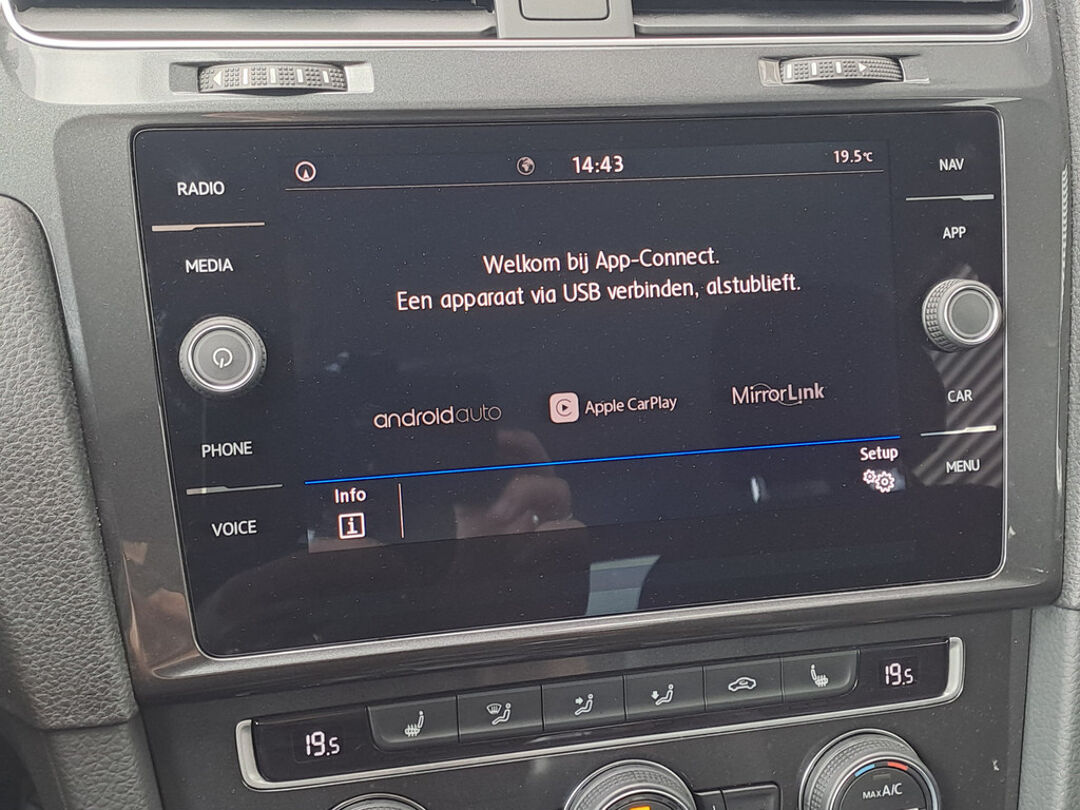 RADIO
MEDIA
PHONE
VOICE
14:43
19.5°C
Welkom bij App-Connect.
Een apparaat via USB verbinden, alstublieft.
androidauto
Apple CarPlay
MirrorLink
Info
i
Setup
NAV
APP
CAR
MENU
19.5
19.5
MAX A/C